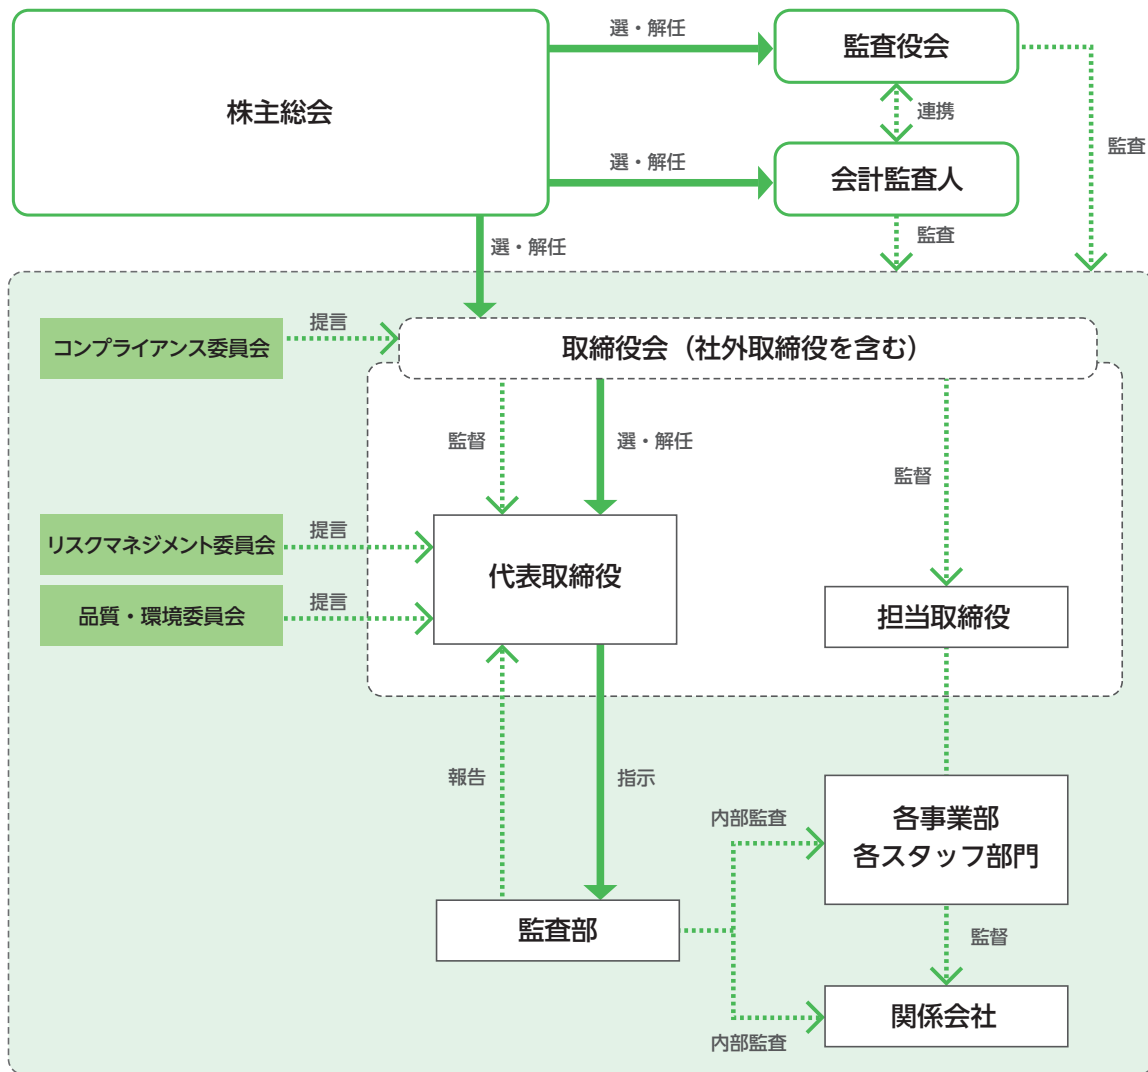 選・解任
監査役会
株主総会
連携
監査
選・解任
会計監査人
監査
選・解任
提言
コンプライアンス委員会
取締役会（社外取締役を含む）
監督
選・解任
監督
提言
リスクマネジメント委員会
代表取締役
提言
品質・環境委員会
担当取締役
報告
指示
内部監査
各事業部
各スタッフ部門
監査部
監督
関係会社
内部監査